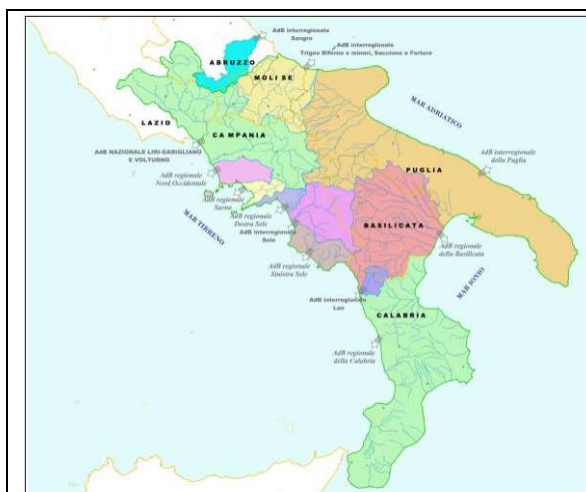 AdB interregionale
Sangro
AdB interregionale
Trigno Biferno e minori, Saccione e Fortore
ABRUZZO
MOLISE
LAZIO
CAMPANIA
MAR ADRIATICO
AdB NAZIONALE LIRI-GARIGLIANO
E VOLTURNO
AdB interregionale
della Puglia
PUGLIA
AdB regionale
Nord Occidentale
AdB regionale
Sarno
AdB regionale
Destra Sele
MAR TIRRENO
AdB interregionale
Sele
BASILICATA
AdB regionale
della Basilicata
AdB regionale
Sinistra Sele
MAR IONIO
AdB interregionale
Lao
CALABRIA
AdB regionale
della Calabria